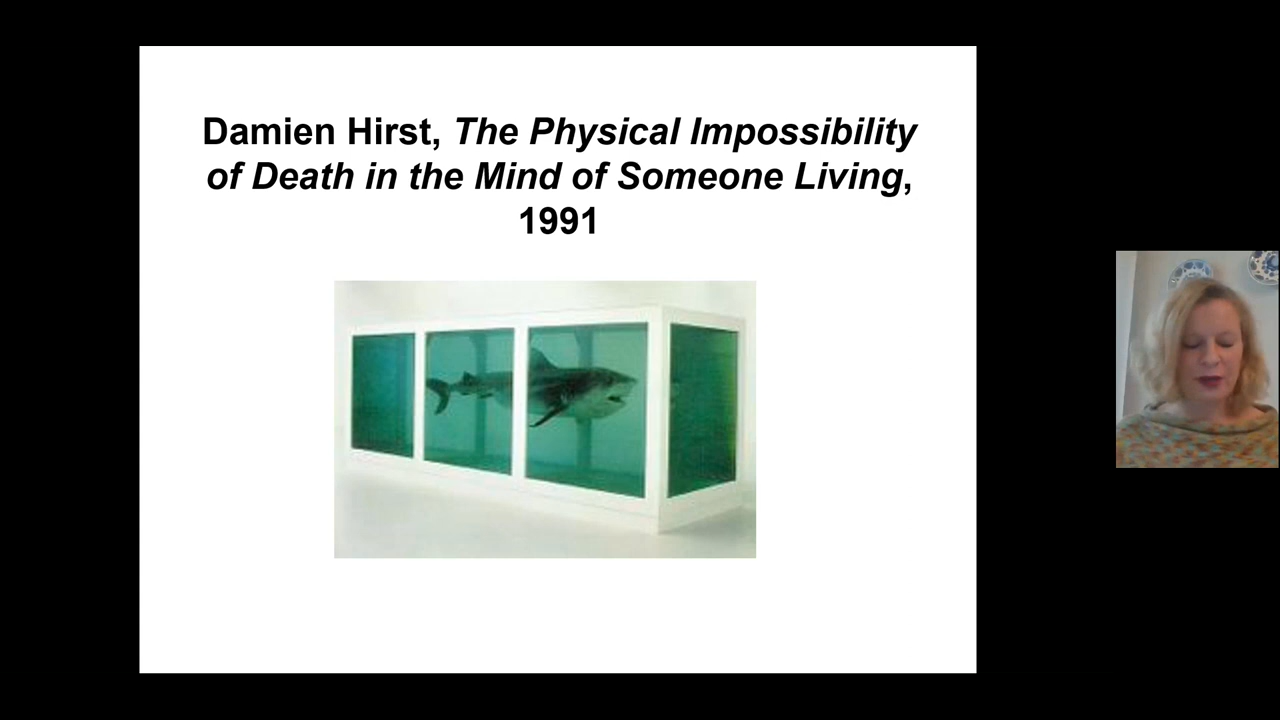 Damien Hirst, The Physical Impossibility
of Death in the Mind of Someone Living,
1991